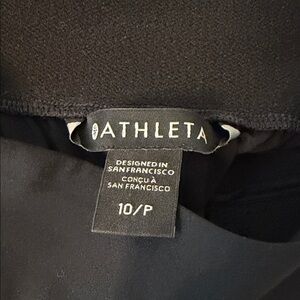 ATHLETA
DESIGNED IN
SAN FRANCISCO
CONÇU À
SAN FRANCISCO
10/P